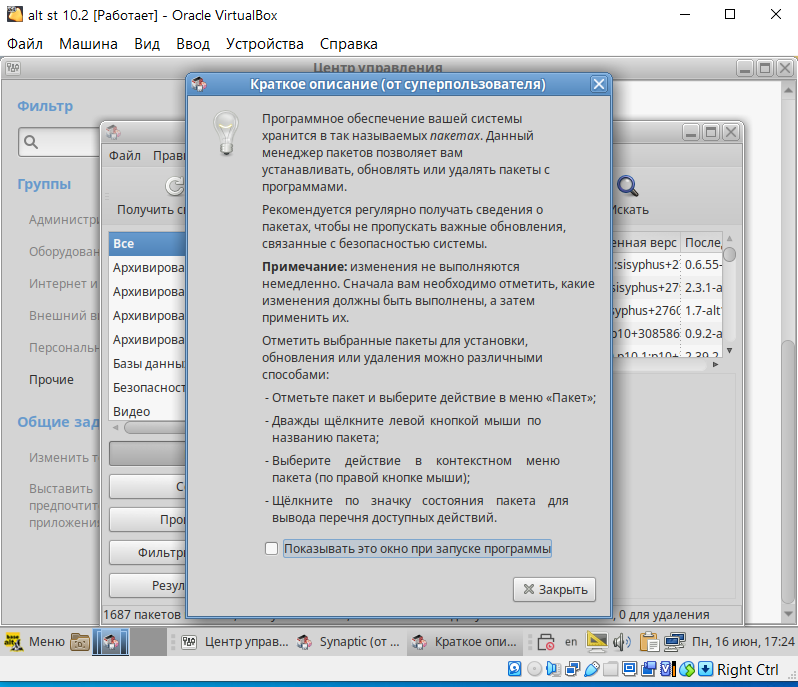 alt st 10.2 [Работает] - Oracle VirtualBox
Файл Машина Вид Ввод Устройства Справка
Центр управления
Краткое описание (от суперпользователя)
Фильтр
Группы
Администри
Оборудован
Интернет и
Внешний в
Персональн
Прочие
Общие зад
Изменить т
Выставить
предпочтит
приложения
Файл Прави
Получить с
Искать
Все
Архивирова
Архивирова
Архивирова
Архивирова
Базы данны
Безопасност
Видео
Про
Фильтр
Резул
енная верс После
:sisyphus+2 0.6.55-
sisyphus+27 2.3.1-a
syphus+2760 1.7-alt
p10+308586 0.9.2-a
Программное обеспечение вашей системы
хранится в так называемых пакетах. Данный
менеджер пакетов позволяет вам
устанавливать, обновлять или удалять пакеты с
программами.
Рекомендуется регулярно получать сведения о
пакетах, чтобы не пропускать важные обновления,
связанные с безопасностью системы.
Примечание: изменения не выполняются
немедленно. Сначала вам необходимо отметить, какие
изменения должны быть выполнены, а затем
применить их.
Отметить выбранные пакеты для установки,
обновления или удаления можно различными
способами:
- Отметьте пакет и выберите действие в меню «Пакет»;
- Дважды щёлкните левой кнопкой мыши по
названию пакета;
- Выберите действие в контекстном меню
пакета (по правой кнопке мыши);
- Щёлкните по значку состояния пакета для
вывода перечня доступных действий.
Показывать это окно при запуске программы
Закрыть
1687 пакетов
, 0 для удаления
Меню Центр управ... Synaptic (от ... Краткое опи... en Пн, 16 июн, 17:24
Right Ctrl